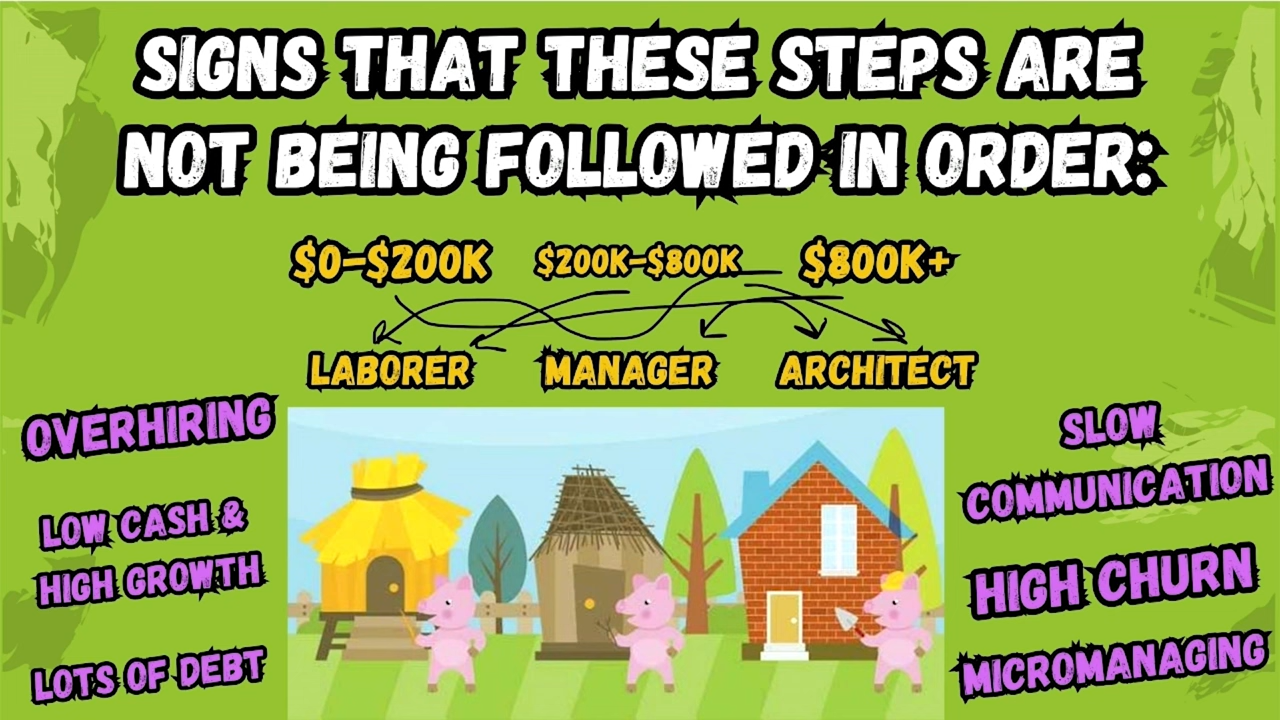 SIGNS THAT THESE STEPS ARE
NOT BEING FOLLOWED IN ORDER:
$0-$200K $200K-$800K $800K+
LABORER MANAGER ARCHITECT
OVERHIRING
LOW CASH &
HIGH GROWTH
LOTS OF DEBT
SLOW
COMMUNICATION
HIGH CHURN
MICROMANAGING